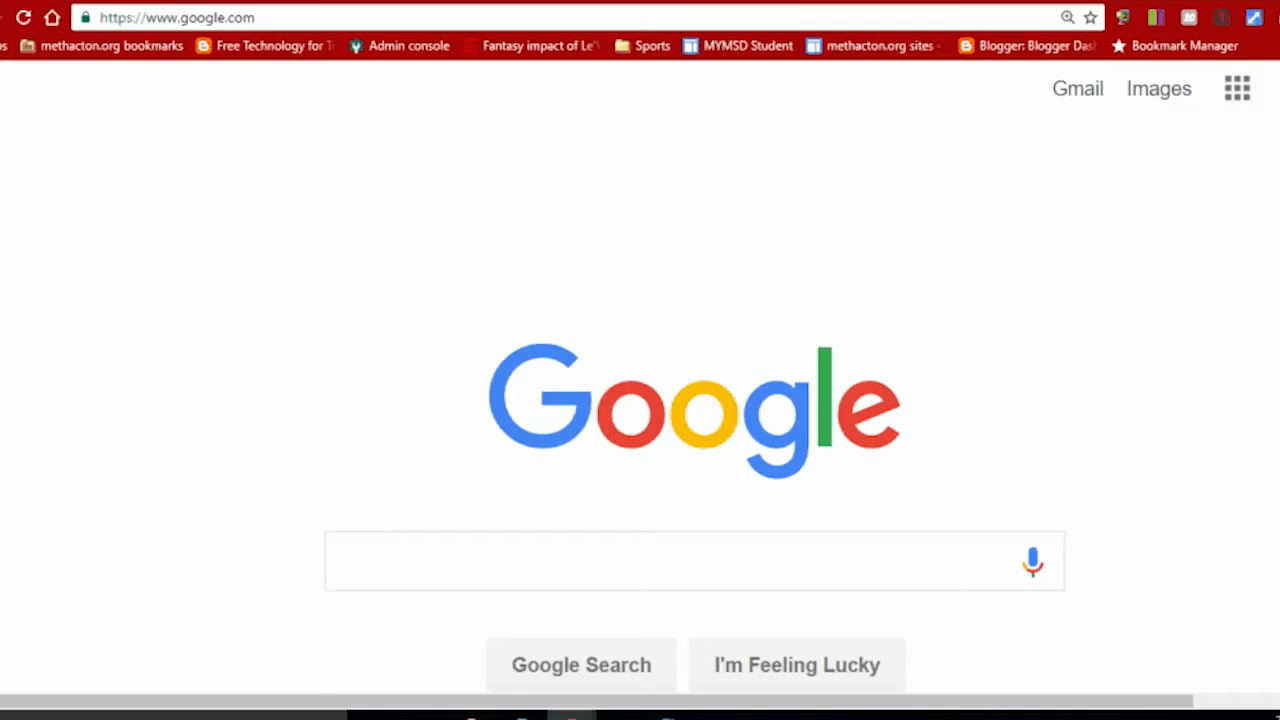 https://www.google.com
methacton.org bookmarks Free Technology for Admin console Fantasy impact of Le' Sports MYMSD Student methacton.org sites Blogger: Blogger Bookmark Manager
Gmail Images
Google
Google Search I'm Feeling Lucky